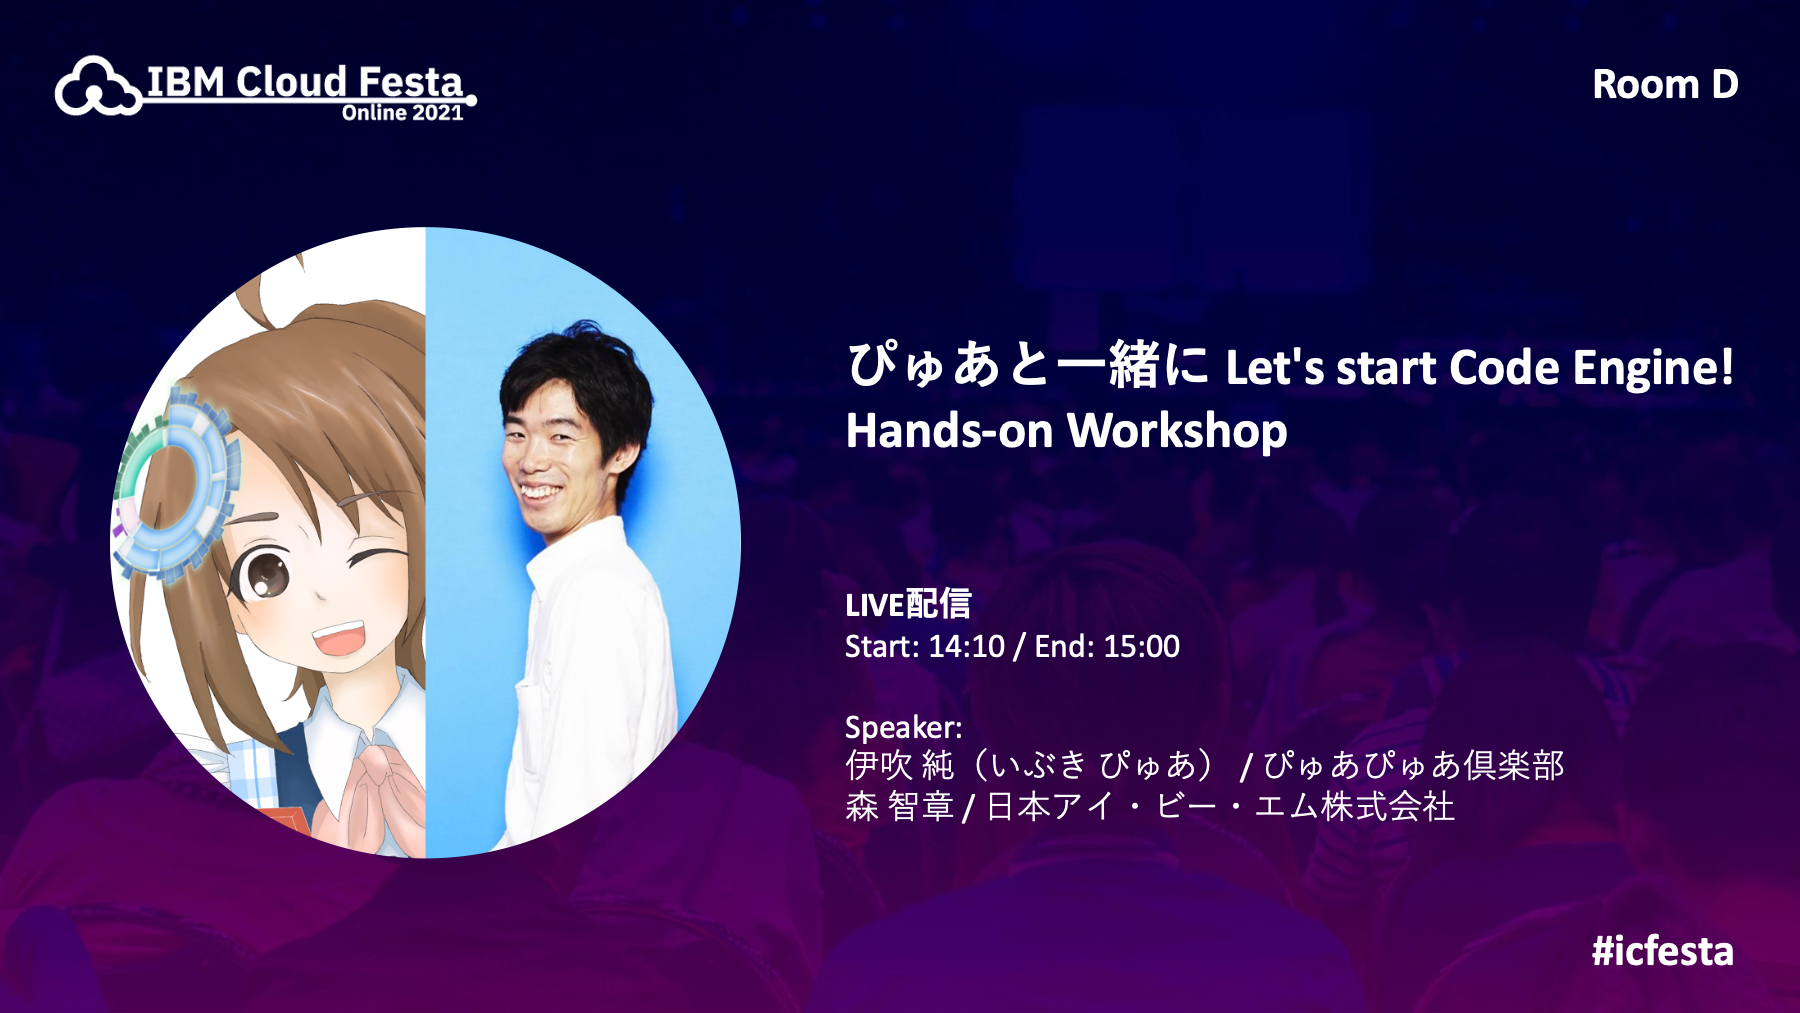 IBM Cloud Festa
Online 2021
Room D
ぴゅあと一緒に Let's start Code Engine!
Hands-on Workshop
LIVE配信
Start: 14:10 / End: 15:00
Speaker:
伊吹 純（いぶき ぴゅあ） / ぴゅあぴゅあ倶楽部
森 智章 / 日本アイ・ビー・エム株式会社
#icfesta